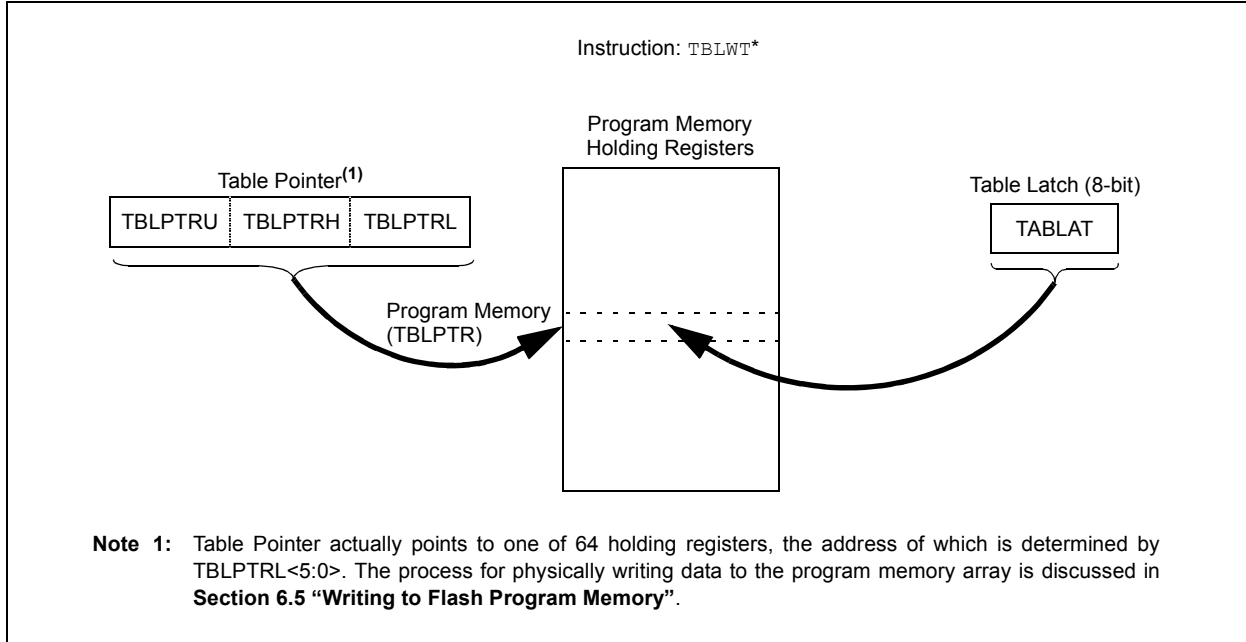 Instruction: TBLWT*
Program Memory
Holding Registers
Table Pointer(1)
Table Latch (8-bit)
TBLPTRU TBLPTRH TBLPTRL
TABLAT
Program Memory
(TBLPTR)
Note 1: Table Pointer actually points to one of 64 holding registers, the address of which is determined by
TBLPTRL<5:0>. The process for physically writing data to the program memory array is discussed in
Section 6.5 “Writing to Flash Program Memory”.